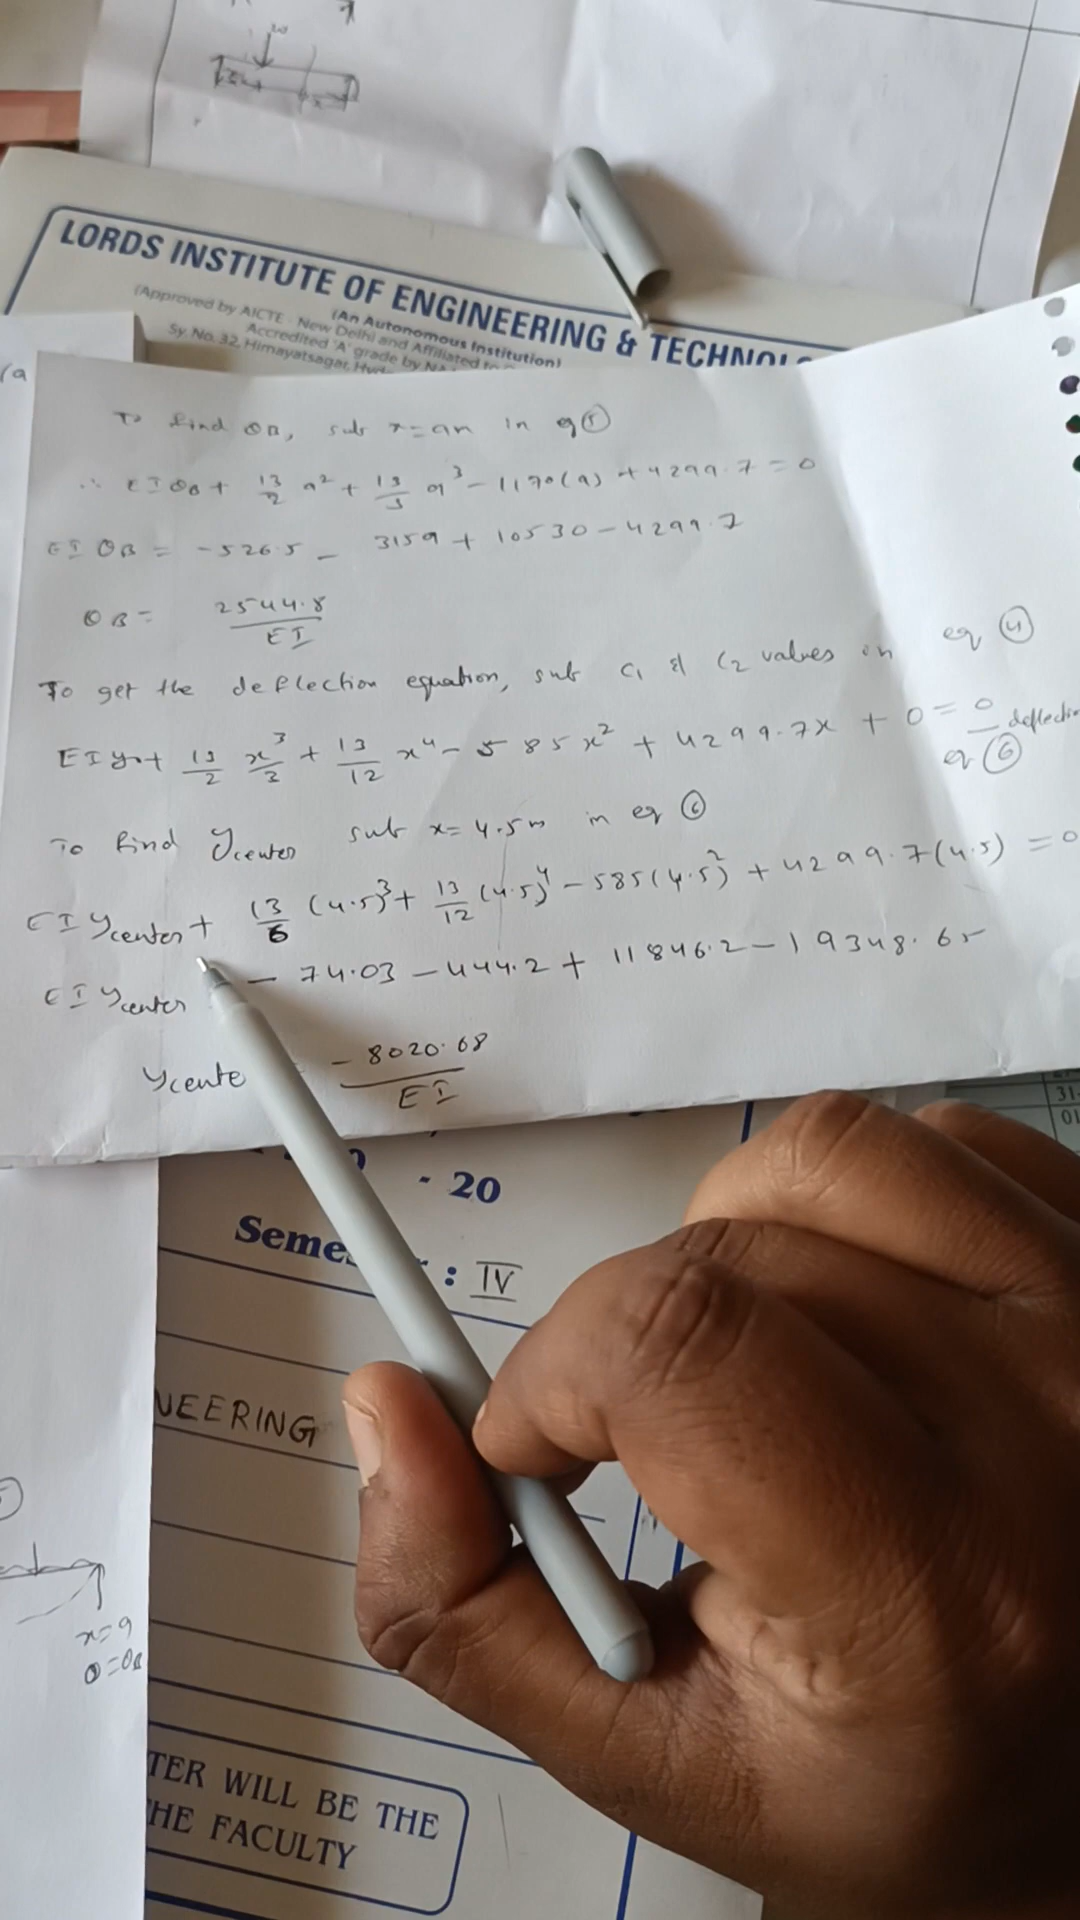 w
x
LORDS INSTITUTE OF ENGINEERING & TECHNOL
(An Autonomous Institution)
(Approved by AICTE - New Delhi and Affiliated to
Accredited 'A' grade by NA
Sy. No. 32, Himayatsagar, Hyd
To find θB, sub x=9m in eq ⑤
∴ EIθB + 13/2 9² + 13/3 9³ - 1170(9) + 4299.7 = 0
EI θB = -526.5 - 3159 + 10530 - 4299.7
θB = 2544.8/EI
To get the deflection equation, sub C1 & C2 values in eq ④
EIy + 13/2 x³/3 + 13/12 x⁴ - 585x² + 4299.7x + 0 = 0
eq ⑥
To find ycenter sub x= 4.5m in eq ⑥
EIycenter + 13/6 (4.5)³ + 13/12 (4.5)⁴ - 585(4.5)² + 4299.7(4.5) = 0
EIycenter - 74.03 - 444.2 + 11846.2 - 19348.65
ycente - 8020.68/EI
31-
01
- 20
Seme : IV
NEERING
x=9
θ=θB
TER WILL BE THE
HE FACULTY